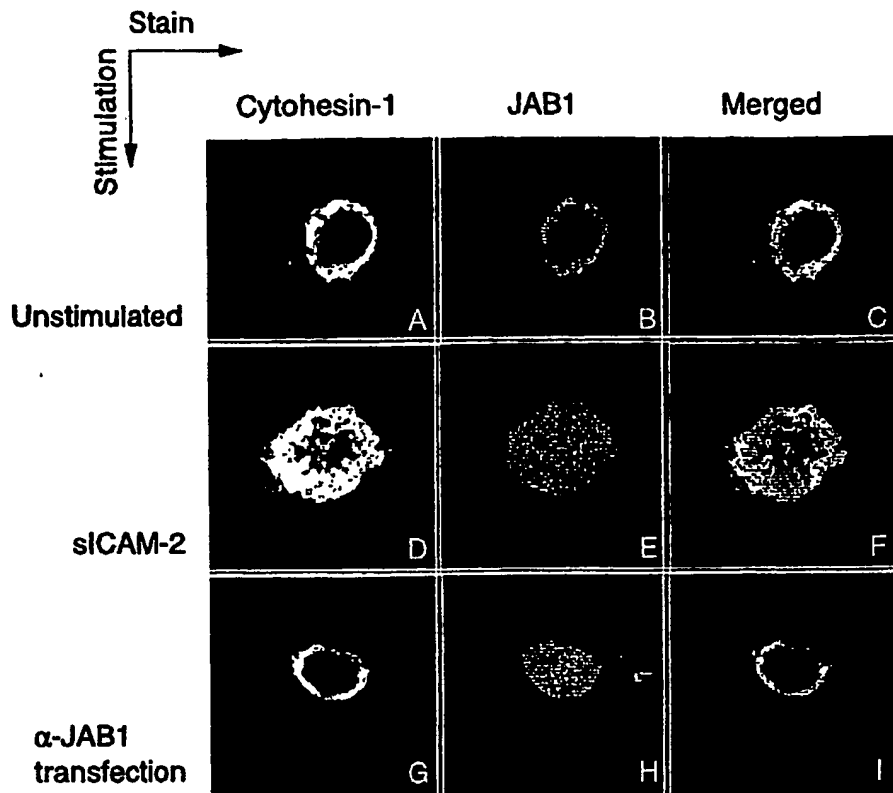 Stain
Stimulation
Cytohesin-1
JAB1
Merged
Unstimulated
A
B
C
sICAM-2
D
E
F
α-JAB1
transfection
G
H
I